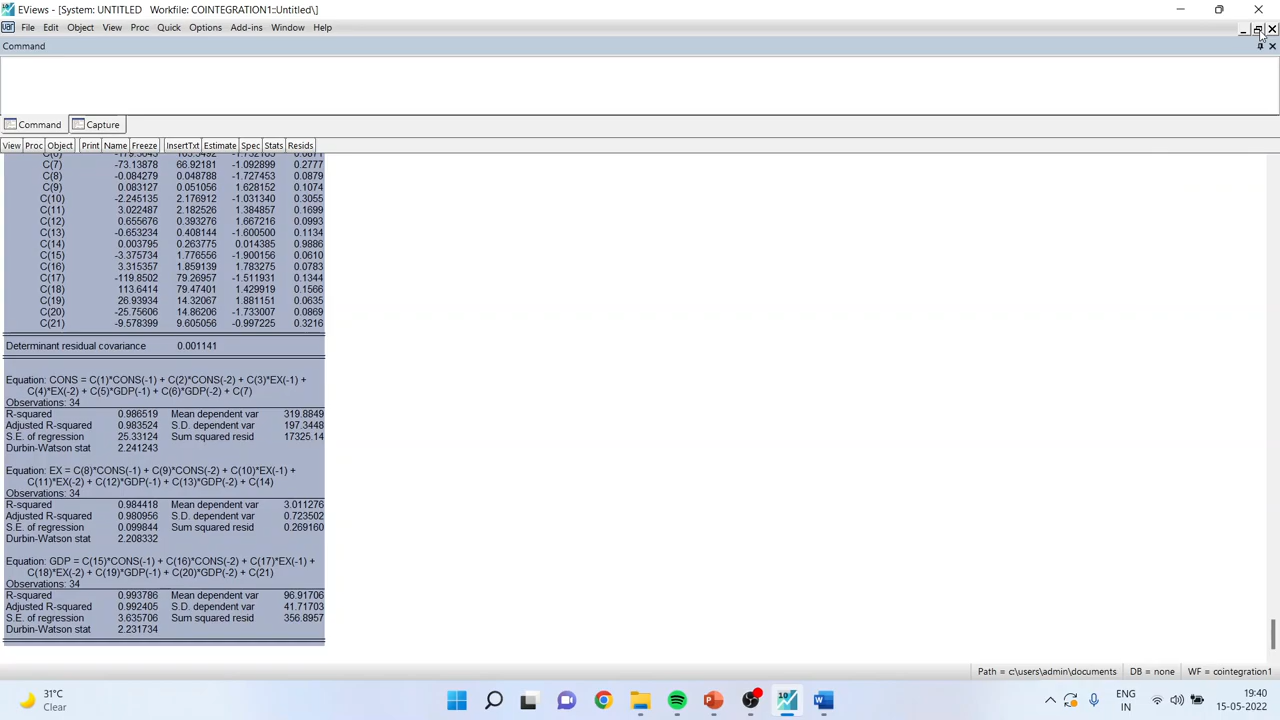 EViews - [System: UNTITLED   Workfile: COINTEGRATION1::Untitled\]
File Edit Object View Proc Quick Options Add-ins Window Help
Command
Command Capture
View Proc Object Print Name Freeze InsertTxt Estimate Spec Stats Resids
C(7) -73.13878 66.92181 -1.092899 0.2777
C(8) -0.084279 0.048788 -1.727453 0.0879
C(9) 0.083127 0.051056 1.628152 0.1074
C(10) -2.245135 2.176912 -1.031340 0.3055
C(11) 3.022487 2.182526 1.384857 0.1699
C(12) 0.655676 0.393276 1.667216 0.0993
C(13) -0.653234 0.408144 -1.600500 0.1134
C(14) 0.003795 0.263775 0.014385 0.9886
C(15) -3.375734 1.776556 -1.900156 0.0610
C(16) 3.315357 1.859139 1.783275 0.0783
C(17) -119.8502 79.26957 -1.511931 0.1344
C(18) 113.6414 79.47401 1.429919 0.1566
C(19) 26.93934 14.32067 1.881151 0.0635
C(20) -25.75606 14.86206 -1.733007 0.0869
C(21) -9.578399 9.605056 -0.997225 0.3216
Determinant residual covariance 0.001141
Equation: CONS = C(1)*CONS(-1) + C(2)*CONS(-2) + C(3)*EX(-1) +
C(4)*EX(-2) + C(5)*GDP(-1) + C(6)*GDP(-2) + C(7)
Observations: 34
R-squared 0.986519 Mean dependent var 319.8849
Adjusted R-squared 0.983524 S.D. dependent var 197.3448
S.E. of regression 25.33124 Sum squared resid 17325.14
Durbin-Watson stat 2.241243
Equation: EX = C(8)*CONS(-1) + C(9)*CONS(-2) + C(10)*EX(-1) +
C(11)*EX(-2) + C(12)*GDP(-1) + C(13)*GDP(-2) + C(14)
Observations: 34
R-squared 0.984418 Mean dependent var 3.011276
Adjusted R-squared 0.980956 S.D. dependent var 0.723502
S.E. of regression 0.099844 Sum squared resid 0.269160
Durbin-Watson stat 2.208332
Equation: GDP = C(15)*CONS(-1) + C(16)*CONS(-2) + C(17)*EX(-1) +
C(18)*EX(-2) + C(19)*GDP(-1) + C(20)*GDP(-2) + C(21)
Observations: 34
R-squared 0.993786 Mean dependent var 96.91706
Adjusted R-squared 0.992405 S.D. dependent var 41.71703
S.E. of regression 3.635706 Sum squared resid 356.8957
Durbin-Watson stat 2.231734
Path = c:\users\admin\documents DB = none WF = cointegration1
31°C
Clear
ENG
IN
19:40
15-05-2022